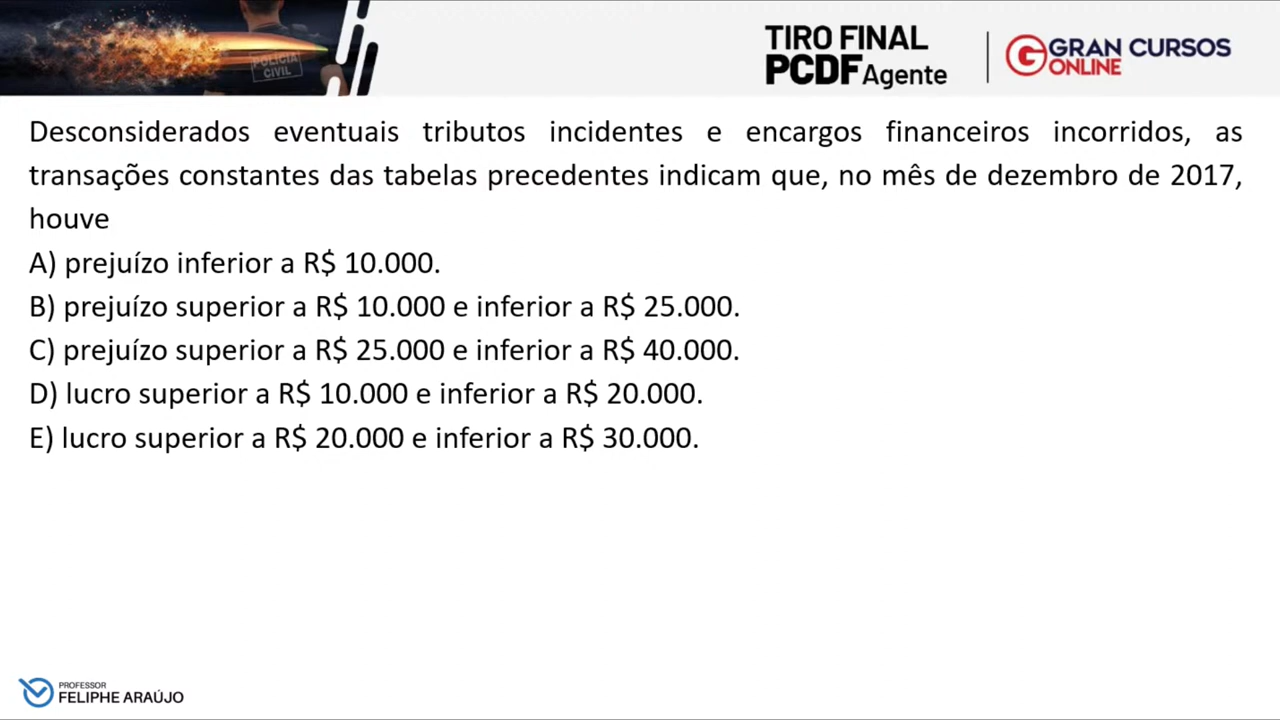 POLÍCIA
CIVIL
TIRO FINAL
PCDF Agente
GRAN CURSOS
ONLINE
Desconsiderados eventuais tributos incidentes e encargos financeiros incorridos, as
transações constantes das tabelas precedentes indicam que, no mês de dezembro de 2017,
houve
A) prejuízo inferior a R$ 10.000.
B) prejuízo superior a R$ 10.000 e inferior a R$ 25.000.
C) prejuízo superior a R$ 25.000 e inferior a R$ 40.000.
D) lucro superior a R$ 10.000 e inferior a R$ 20.000.
E) lucro superior a R$ 20.000 e inferior a R$ 30.000.
PROFESSOR
FELIPHE ARAÚJO